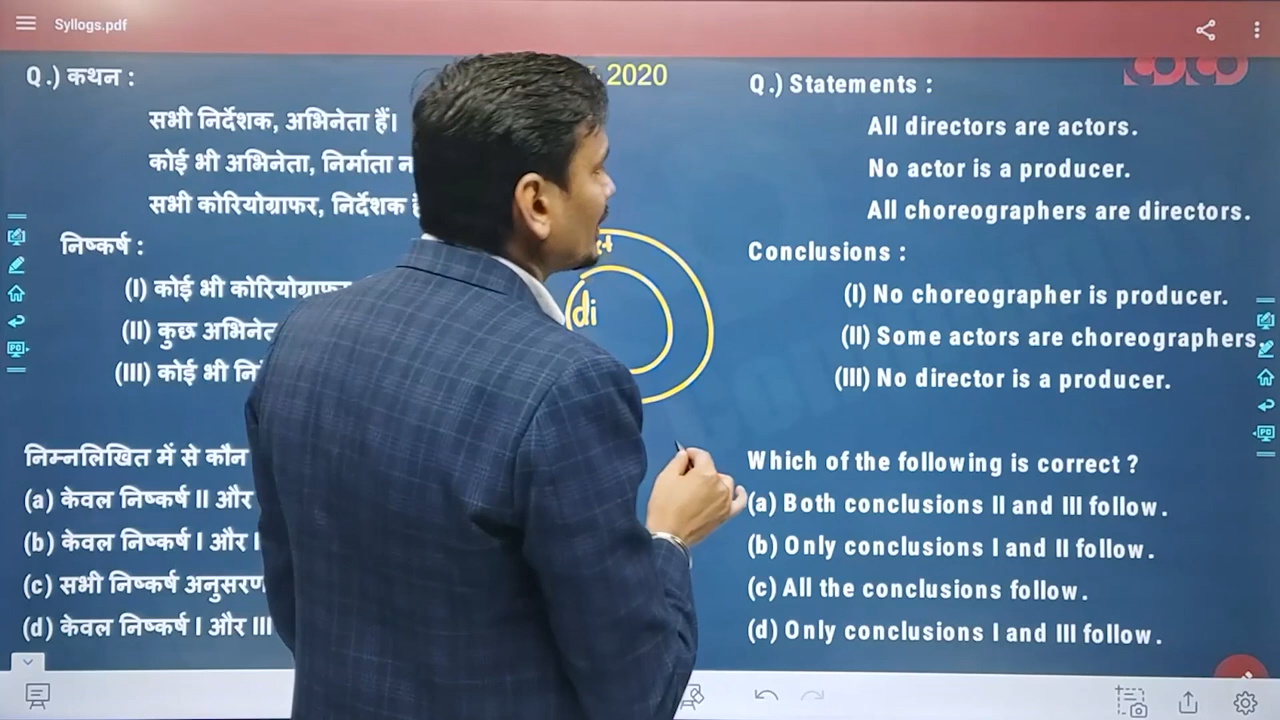 Syllogs.pdf
2020
Q.) कथन :
सभी निर्देशक, अभिनेता हैं।
कोई भी अभिनेता, निर्माता
सभी कोरियोग्राफर, निर्देशक
निष्कर्ष :
(I) कोई भी कोरियोग्राफर
(II) कुछ
(III) कोई भी
निम्नलिखित में से कौन
(a) केवल निष्कर्ष II और
(b) केवल निष्कर्ष I और
(c) सभी निष्कर्ष अनुसरण
(d) केवल निष्कर्ष I और III
di
Q.) Statements :
All directors are actors.
No actor is a producer.
All choreographers are directors.
Conclusions :
(I) No choreographer is producer.
(II) Some actors are choreographers.
(III) No director is a producer.
Which of the following is correct ?
(a) Both conclusions II and III follow.
(b) Only conclusions I and II follow.
(c) All the conclusions follow.
(d) Only conclusions I and III follow.